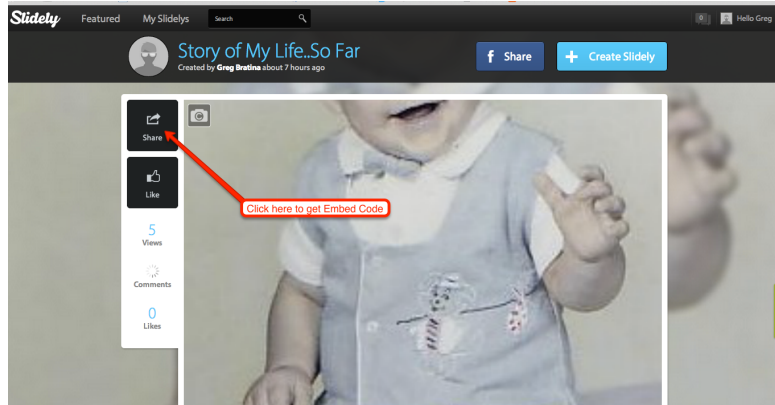 Slidely Featured My Slidelys Search 0 Hello Greg
Story of My Life..So Far
Created by Greg Bratina about 7 hours ago
f Share
+ Create Slidely
Share
Click here to get Embed Code
Like
5
Views
Comments
0
Likes